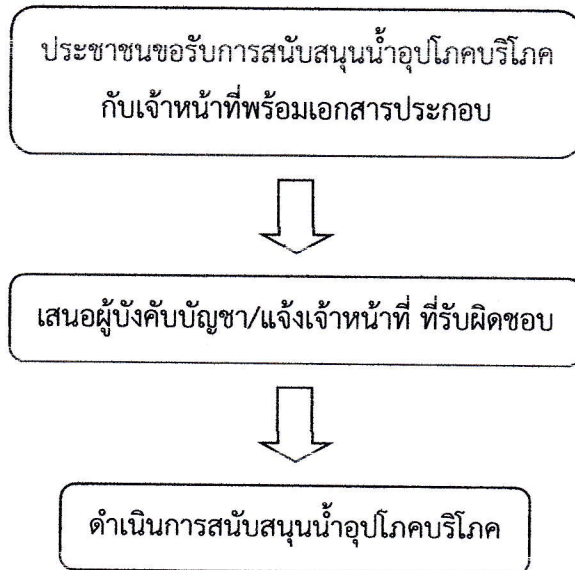 ประชาชนขอรับการสนับสนุนน้ำอุปโภคบริโภค
กับเจ้าหน้าที่พร้อมเอกสารประกอบ
เสนอผู้บังคับบัญชา/แจ้งเจ้าหน้าที่ ที่รับผิดชอบ
ดำเนินการสนับสนุนน้ำอุปโภคบริโภค